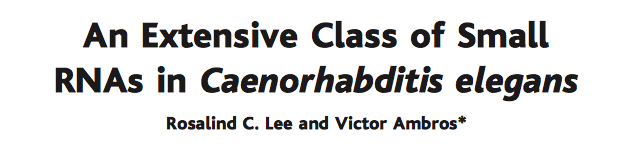 An Extensive Class of Small
RNAs in Caenorhabditis elegans
Rosalind C. Lee and Victor Ambros*